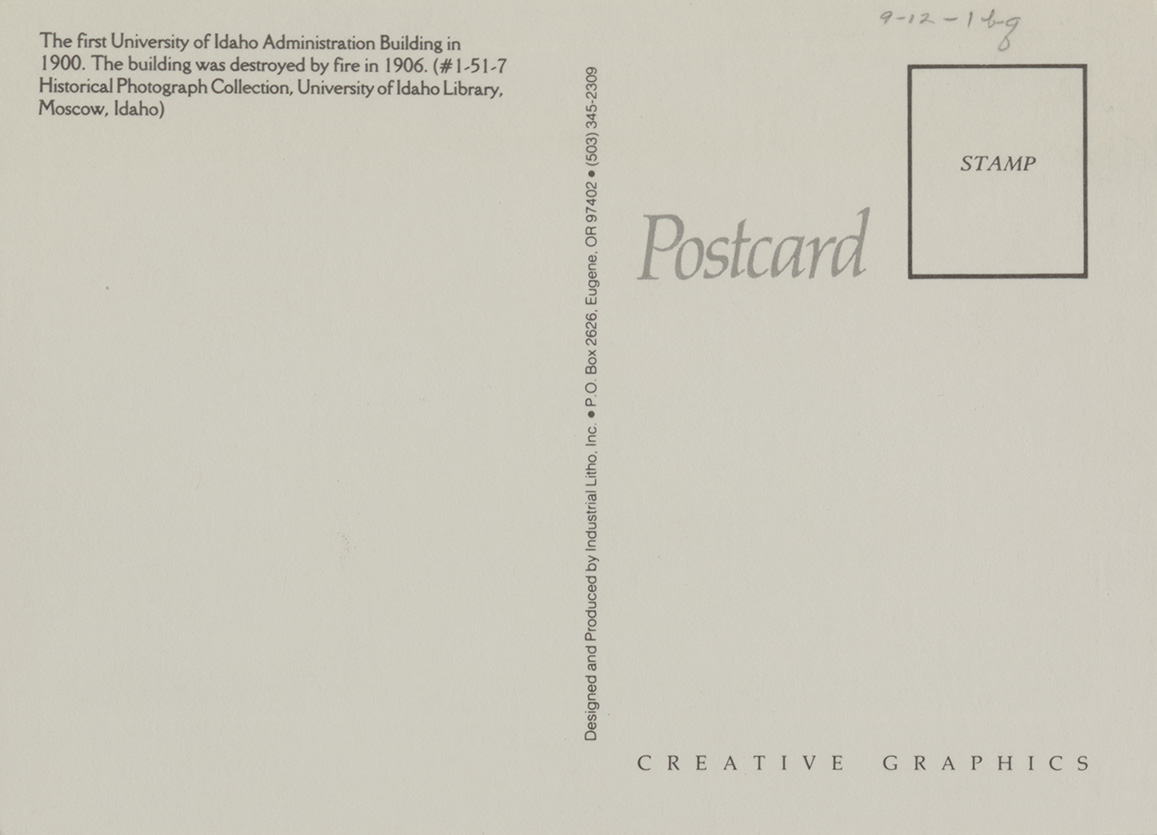 The first University of Idaho Administration Building in
1900. The building was destroyed by fire in 1906. (#1-51-7
Historical Photograph Collection, University of Idaho Library,
Moscow, Idaho)
Designed and Produced by Industrial Litho, Inc. • P.O. Box 2626, Eugene, OR 97402 • (503) 345-2309
9-12-1
STAMP
Postcard
CREATIVE GRAPHICS